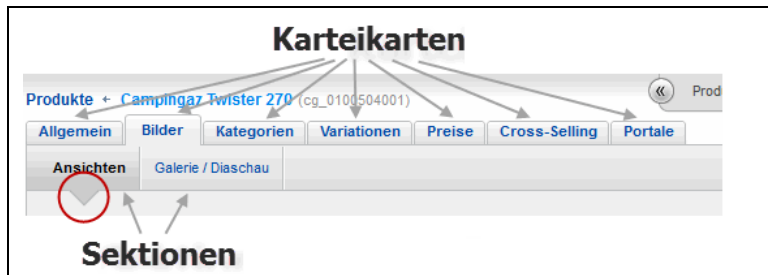 Karteikarten
Produkte ← Campingaz Twister 270 (cg_0100504001)
« Prod
Allgemein Bilder Kategorien Variationen Preise Cross-Selling Portale
Ansichten Galerie / Diaschau
Sektionen